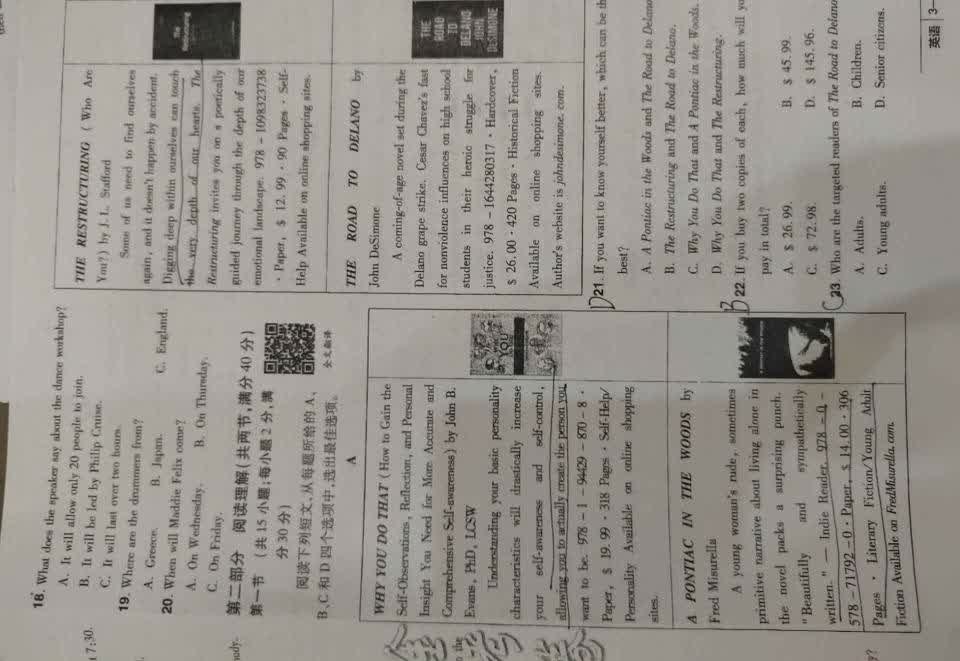 t 7:30.
18. What does the speaker say about the dance workshop?
A. It will allow only 20 people to join.
B. It will be led by Philip Cruise.
C. It will last over two hours.
19. Where are the drummers from?
A. Greece. B. Japan. C. England.
20. When will Maddie Felix come?
A. On Wednesday. B. On Thursday.
C. On Friday.
第二部分 阅读理解(共两节,满分40分)
第一节 (共15小题;每小题2分,满
分30分)
阅读下列短文,从每题所给的A、
B、C和D四个选项中,选出最佳选项。
全文翻译
A
WHY YOU DO THAT (How to Gain the
Self-Observations, Reflection, and Personal
Insight You Need for More Accurate and
Comprehensive Self-awareness) by John B.
Evans, PhD, LCSW
Understanding your basic personality
characteristics will drastically increase
your self-awareness and self-control,
allowing you to actually create the person you
want to be. 978-1-94429-870-8·
Paper, $ 19.99·318 Pages·Self-Help/
Personality Available on online shopping
sites.
A PONTIAC IN THE WOODS by
Fred Misurella
A young woman's rude, sometimes
primitive narrative about living alone in
the novel packs a surprising punch.
"Beautifully and sympathetically
written."—Indie Reader. 978-0-
578-71792-0·Paper, $ 14.00·306
Pages·Literary Fiction/Young Adult
Fiction Available on FredMisurella.com.
THE RESTRUCTURING (Who Are
You?) by J. L. Stafford
Some of us need to find ourselves
again, and it doesn't happen by accident.
Digging deep within ourselves can touch
the very depth of our hearts. The
Restructuring invites you on a poetically
guided journey through the depth of our
emotional landscape. 978-1098323738
·Paper, $ 12.99·90 Pages·Self-
Help Available on online shopping sites.
THE ROAD TO DELANO by
John DeSimone
A coming-of-age novel set during the
Delano grape strike. Cesar Chavez's fast
for nonviolence influences on high school
students in their heroic struggle for
justice. 978-1644280317·Hardcover,
$ 26.00·420 Pages·Historical Fiction
Available on online shopping sites.
Author's website is johndesimone.com.
THE
ROAD
TO
DELANO
JOHN
DESIMONE
D 21. If you want to know yourself better, which can be th
best?
A. A Pontiac in the Woods and The Road to Delano
B. The Restructuring and The Road to Delano.
C. Why You Do That and A Pontiac in the Woods.
D. Why You Do That and The Restructuring.
B 22. If you buy two copies of each, how much will yo
pay in total?
A. $ 26.99. B. $ 45.99.
C. $ 72.98. D. $ 145.96.
C 23. Who are the targeted readers of The Road to Delano
A. Adults. B. Children.
C. Young adults. D. Senior citizens.
英语 3—